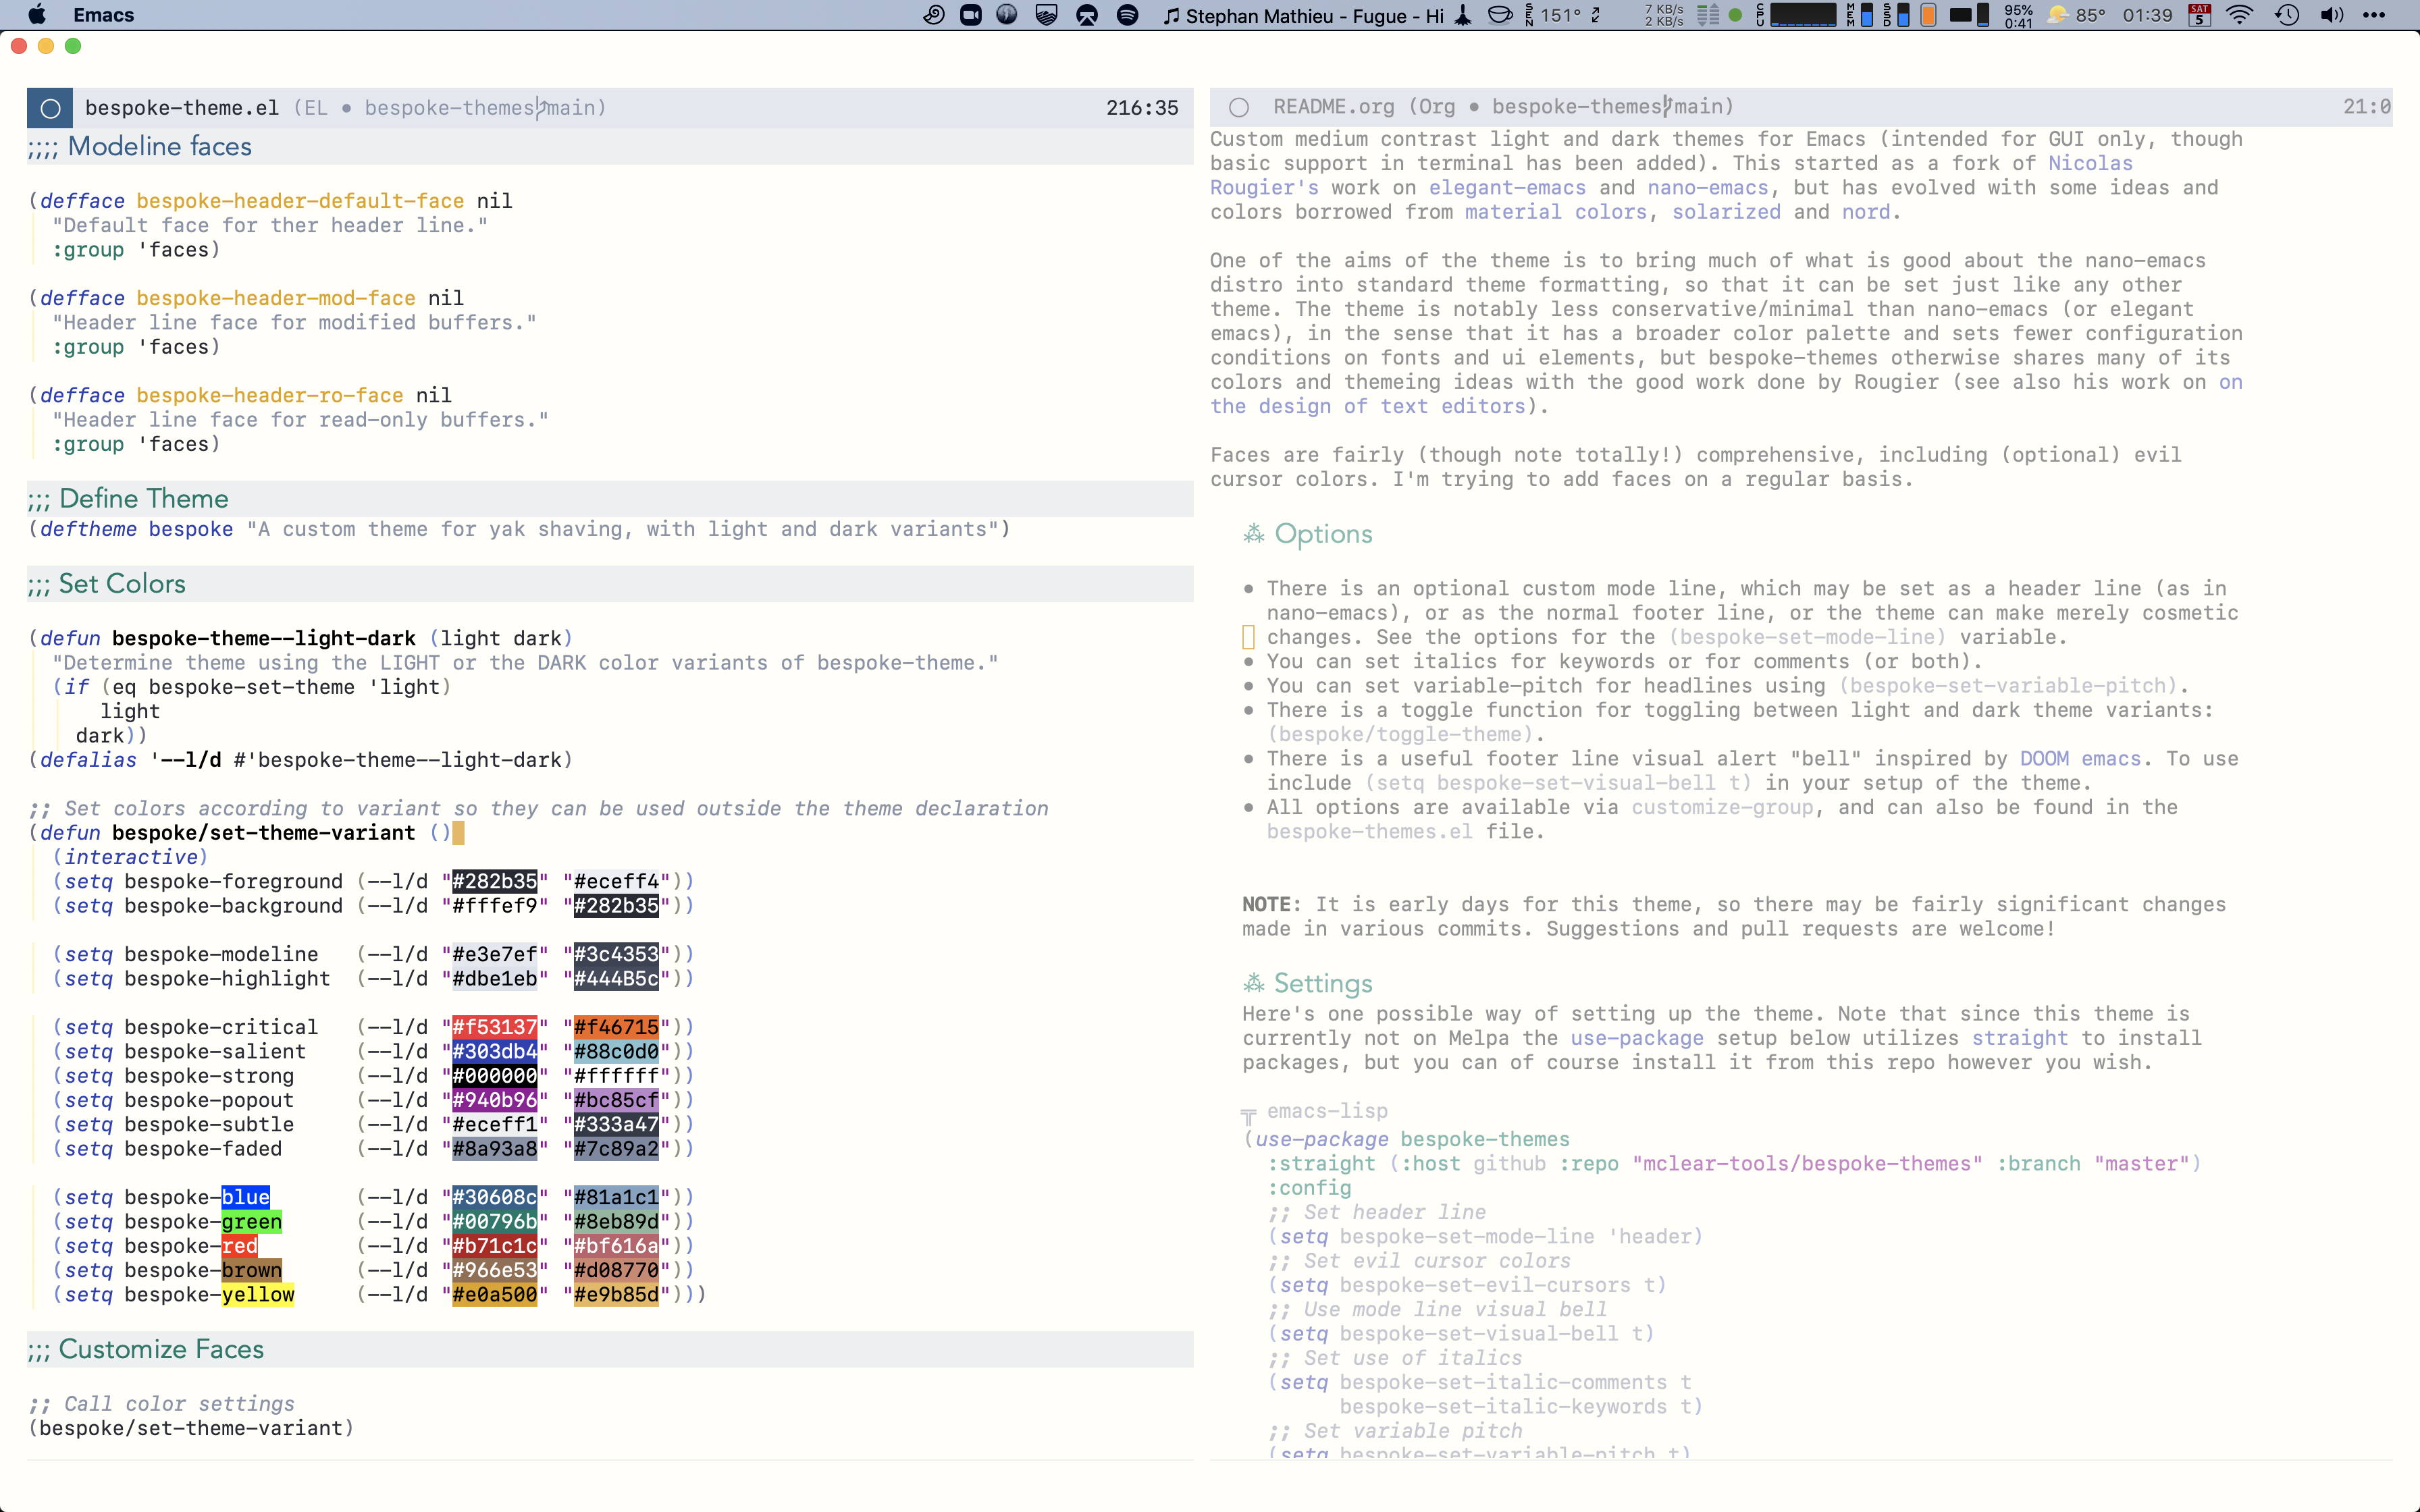 Emacs
Stephan Mathieu - Fugue - Hi
SEN 151°
7 KB/s
2 KB/s
CPU
MEM
SSD
95%
0:41
85°
01:39
SAT
5
bespoke-theme.el (EL • bespoke-themes main) 216:35
;;;; Modeline faces
(defface bespoke-header-default-face nil
"Default face for ther header line."
:group 'faces)
(defface bespoke-header-mod-face nil
"Header line face for modified buffers."
:group 'faces)
(defface bespoke-header-ro-face nil
"Header line face for read-only buffers."
:group 'faces)
;;; Define Theme
(deftheme bespoke "A custom theme for yak shaving, with light and dark variants")
;;; Set Colors
(defun bespoke-theme--light-dark (light dark)
"Determine theme using the LIGHT or the DARK color variants of bespoke-theme."
(if (eq bespoke-set-theme 'light)
light
dark))
(defalias '--l/d #'bespoke-theme--light-dark)
;; Set colors according to variant so they can be used outside the theme declaration
(defun bespoke/set-theme-variant ()
(interactive)
(setq bespoke-foreground (--l/d "#282b35" "#eceff4"))
(setq bespoke-background (--l/d "#fffef9" "#282b35"))
(setq bespoke-modeline (--l/d "#e3e7ef" "#3c4353"))
(setq bespoke-highlight (--l/d "#dbe1eb" "#444B5c"))
(setq bespoke-critical (--l/d "#f53137" "#f46715"))
(setq bespoke-salient (--l/d "#303db4" "#88c0d0"))
(setq bespoke-strong (--l/d "#000000" "#ffffff"))
(setq bespoke-popout (--l/d "#940b96" "#bc85cf"))
(setq bespoke-subtle (--l/d "#eceff1" "#333a47"))
(setq bespoke-faded (--l/d "#8a93a8" "#7c89a2"))
(setq bespoke-blue (--l/d "#30608c" "#81a1c1"))
(setq bespoke-green (--l/d "#00796b" "#8eb89d"))
(setq bespoke-red (--l/d "#b71c1c" "#bf616a"))
(setq bespoke-brown (--l/d "#966e53" "#d08770"))
(setq bespoke-yellow (--l/d "#e0a500" "#e9b85d")))
;;; Customize Faces
;; Call color settings
(bespoke/set-theme-variant)
README.org (Org • bespoke-themes main) 21:0
Custom medium contrast light and dark themes for Emacs (intended for GUI only, though
basic support in terminal has been added). This started as a fork of Nicolas
Rougier's work on elegant-emacs and nano-emacs, but has evolved with some ideas and
colors borrowed from material colors, solarized and nord.
One of the aims of the theme is to bring much of what is good about the nano-emacs
distro into standard theme formatting, so that it can be set just like any other
theme. The theme is notably less conservative/minimal than nano-emacs (or elegant
emacs), in the sense that it has a broader color palette and sets fewer configuration
conditions on fonts and ui elements, but bespoke-themes otherwise shares many of its
colors and themeing ideas with the good work done by Rougier (see also his work on on
the design of text editors).
Faces are fairly (though note totally!) comprehensive, including (optional) evil
cursor colors. I'm trying to add faces on a regular basis.
⁂ Options
• There is an optional custom mode line, which may be set as a header line (as in
nano-emacs), or as the normal footer line, or the theme can make merely cosmetic
changes. See the options for the (bespoke-set-mode-line) variable.
• You can set italics for keywords or for comments (or both).
• You can set variable-pitch for headlines using (bespoke-set-variable-pitch).
• There is a toggle function for toggling between light and dark theme variants:
(bespoke/toggle-theme).
• There is a useful footer line visual alert "bell" inspired by DOOM emacs. To use
include (setq bespoke-set-visual-bell t) in your setup of the theme.
• All options are available via customize-group, and can also be found in the
bespoke-themes.el file.
NOTE: It is early days for this theme, so there may be fairly significant changes
made in various commits. Suggestions and pull requests are welcome!
⁂ Settings
Here's one possible way of setting up the theme. Note that since this theme is
currently not on Melpa the use-package setup below utilizes straight to install
packages, but you can of course install it from this repo however you wish.
emacs-lisp
(use-package bespoke-themes
:straight (:host github :repo "mclear-tools/bespoke-themes" :branch "master")
:config
;; Set header line
(setq bespoke-set-mode-line 'header)
;; Set evil cursor colors
(setq bespoke-set-evil-cursors t)
;; Use mode line visual bell
(setq bespoke-set-visual-bell t)
;; Set use of italics
(setq bespoke-set-italic-comments t
bespoke-set-italic-keywords t)
;; Set variable pitch
(setq bespoke-set-variable-pitch t)